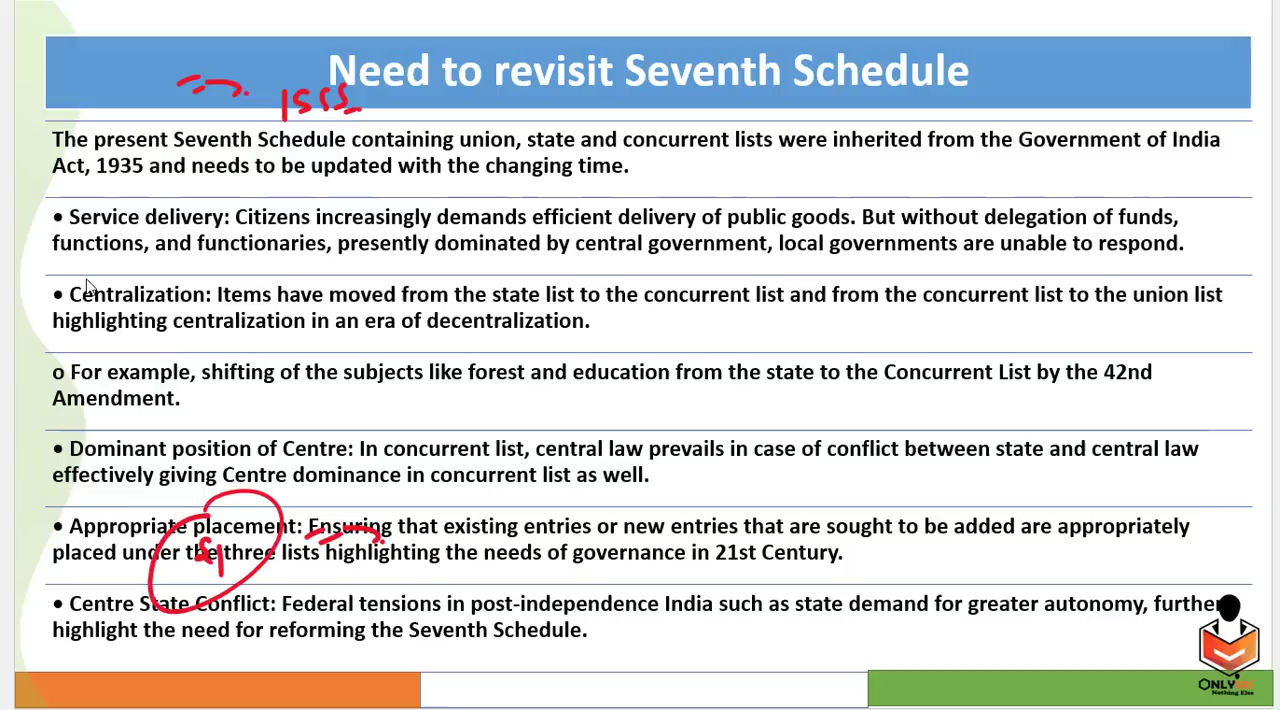 Need to revisit Seventh Schedule
The present Seventh Schedule containing union, state and concurrent lists were inherited from the Government of India
Act, 1935 and needs to be updated with the changing time.
• Service delivery: Citizens increasingly demands efficient delivery of public goods. But without delegation of funds,
functions, and functionaries, presently dominated by central government, local governments are unable to respond.
• Centralization: Items have moved from the state list to the concurrent list and from the concurrent list to the union list
highlighting centralization in an era of decentralization.
o For example, shifting of the subjects like forest and education from the state to the Concurrent List by the 42nd
Amendment.
• Dominant position of Centre: In concurrent list, central law prevails in case of conflict between state and central law
effectively giving Centre dominance in concurrent list as well.
• Appropriate placement: Ensuring that existing entries or new entries that are sought to be added are appropriately
placed under the three lists highlighting the needs of governance in 21st Century.
• Centre State Conflict: Federal tensions in post-independence India such as state demand for greater autonomy, further
highlight the need for reforming the Seventh Schedule.
ONLYIAS
Nothing Else